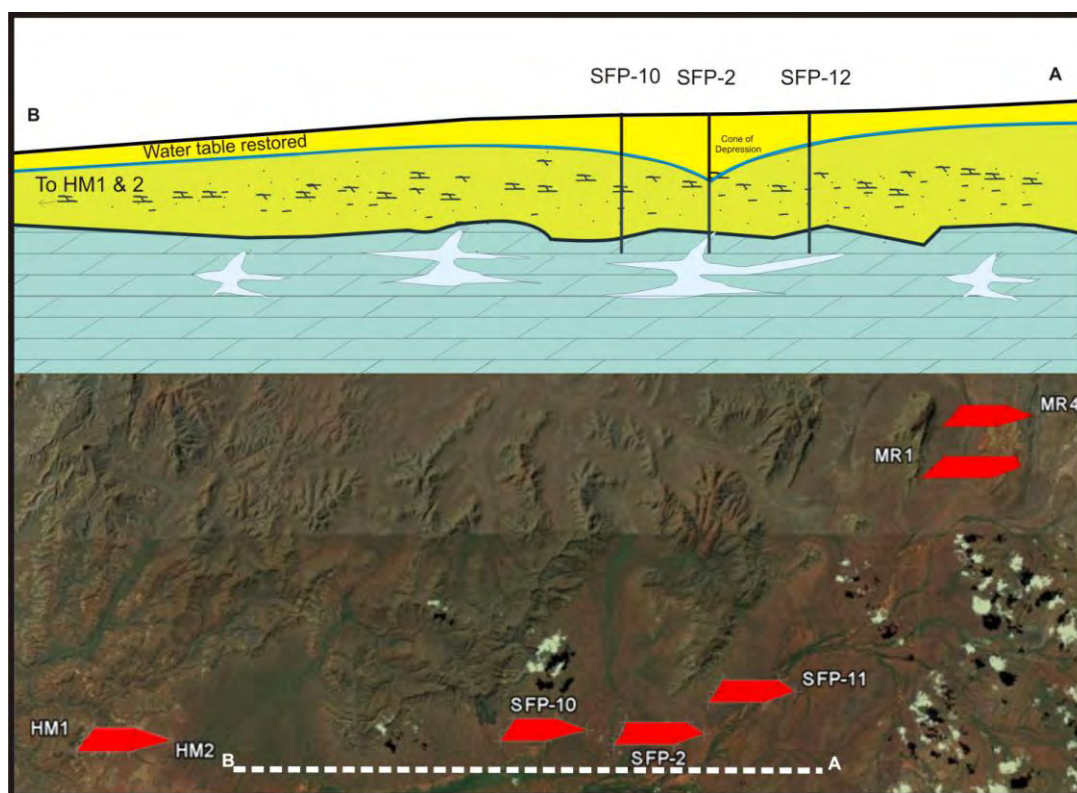 SFP-10 SFP-2 SFP-12 A
B
Water table restored
Cone of
Depression
To HM1 & 2
MR4
MR1
SFP-11
SFP-10
HM1
HM2
SFP-2
B
A